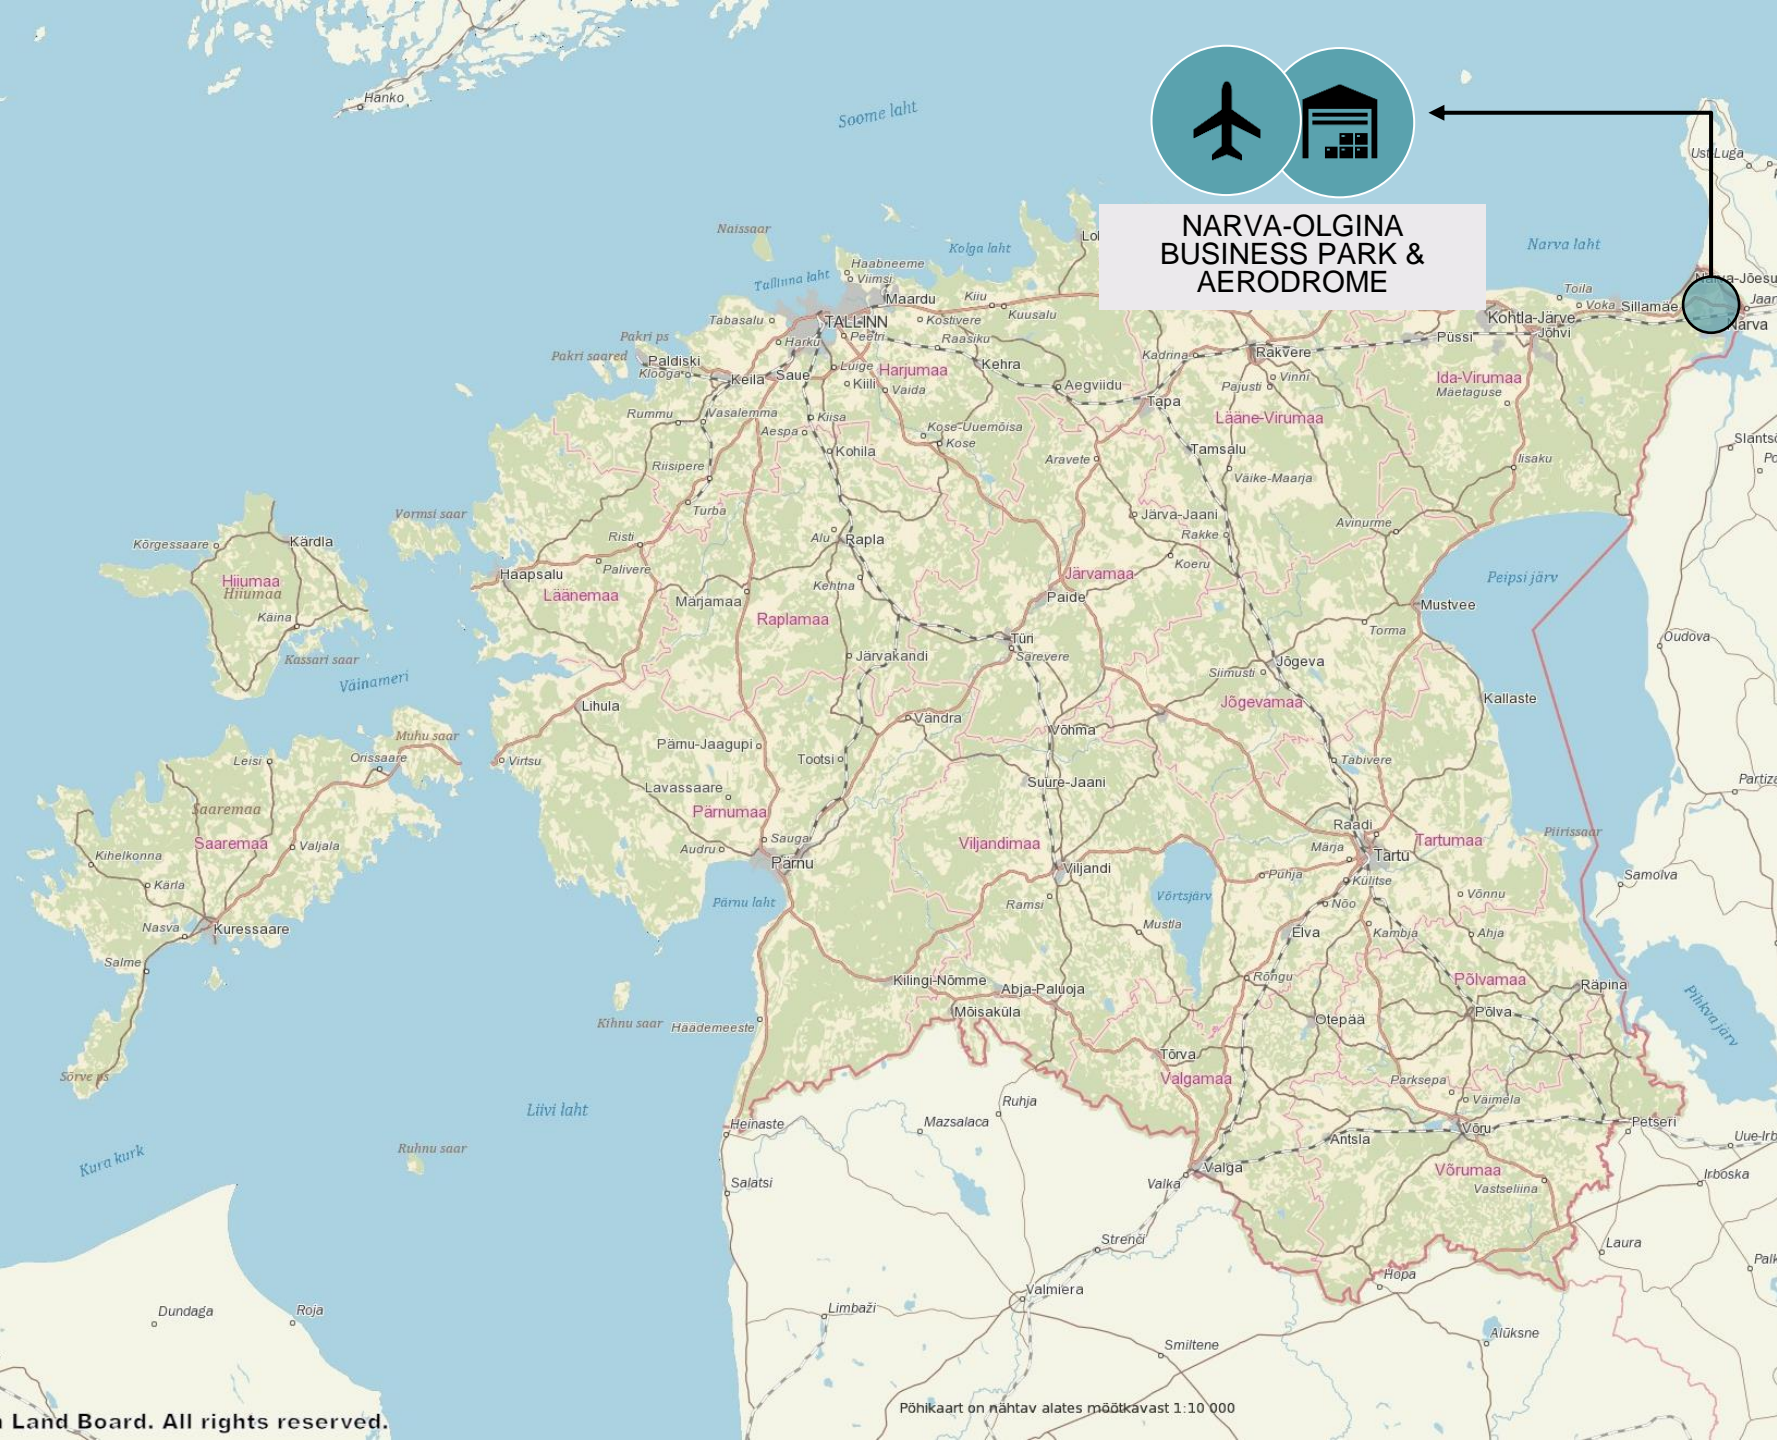 Hanko
Soome laht
Ust-Luga
NARVA-OLGINA
BUSINESS PARK &
AERODROME
Naissaar
Kolga laht
Narva laht
Haabneeme
Viimsi
Tallinna laht
Maardu
Kiiu
Kuusalu
Toila
Voka
Sillamäe
Narva
Tabasalu
TALLINN
Kostivere
Kohtla-Järve
Jõhvi
Püssi
Pakri ps
Harku
Peetri
Raasiku
Pakri saared
Paldiski
Klooga
Keila
Saue
Luige
Kiili
Harjumaa
Vaida
Kehra
Aegviidu
Kadrina
Rakvere
Vinni
Pajusti
Ida-Virumaa
Mäetaguse
Tapa
Rummu
Vasalemma
Kiisa
Aespa
Kose-Uuemõisa
Kose
Lääne-Virumaa
Kohila
Aravete
Tamsalu
Slantsõ
Iisaku
Riisipere
Väike-Maarja
Turba
Vormsi saar
Järva-Jaani
Rakke
Avinurme
Kõrgessaare
Kärdla
Risti
Alu
Rapla
Koeru
Hiiumaa
Hiiumaa
Haapsalu
Palivere
Kehtna
Järvamaa
Peipsi järv
Läänemaa
Märjamaa
Paide
Mustvee
Käina
Raplamaa
Torma
Türi
Särevere
Oudova
Kassari saar
Järvakandi
Siimusti
Jõgeva
Väinameri
Lihula
Vändra
Jõgevamaa
Kallaste
Muhu saar
Võhma
Leisi
Orissaare
Virtsu
Pärnu-Jaagupi
Tootsi
Tabivere
Lavassaare
Suure-Jaani
Saaremaa
Pärnumaa
Saaremaa
Valjala
Sauga
Viljandimaa
Raadi
Tartumaa
Piirissaar
Kihelkonna
Audru
Pärnu
Märja
Tartu
Kärla
Viljandi
Puhja
Külitse
Samolva
Pärnu laht
Ramsi
Võrtsjärv
Nõo
Võnnu
Nasva
Kuressaare
Mustla
Elva
Kambja
Ahja
Salme
Kilingi-Nõmme
Abja-Paluoja
Rõngu
Põlvamaa
Räpina
Kihnu saar
Häädemeeste
Mõisaküla
Otepää
Põlva
Pihkva järv
Sõrve ps
Tõrva
Valgamaa
Parksepa
Väimela
Liivi laht
Ruhja
Heinaste
Mazsalaca
Võru
Petseri
Antsla
Kura kurk
Ruhnu saar
Valga
Võrumaa
Irboska
Salatsi
Valka
Vastseliina
Strenči
Laura
Hopa
Valmiera
Dundaga
Roja
Limbaži
Alūksne
Smiltene
Põhikaart on nähtav alates mõõtkavast 1:10 000
Land Board. All rights reserved.